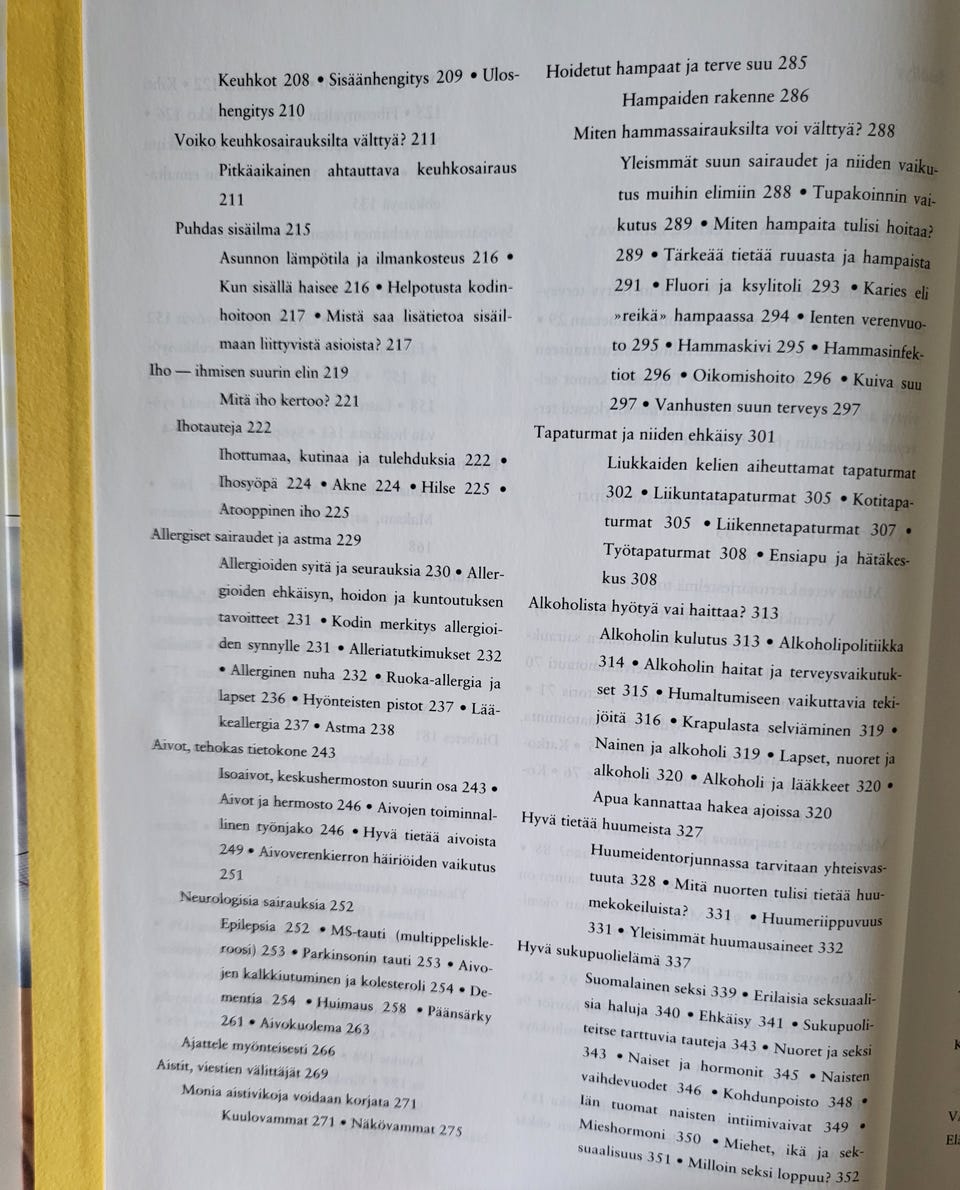 Keuhkot 208 • Sisäänhengitys 209 • Ulos-
hengitys 210
Voiko keuhkosairauksilta välttyä? 211
Pitkäaikainen ahtauttava keuhkosairaus
211
Puhdas sisäilma 215
Asunnon lämpötila ja ilmankosteus 216 •
Kun sisällä haisee 216 • Helpotusta kodin-
hoitoon 217 • Mistä saa lisätietoa sisäil-
maan liittyvistä asioista? 217
Iho — ihmisen suurin elin 219
Mitä iho kertoo? 221
Ihotauteja 222
Ihottumaa, kutinaa ja tulehduksia 222 •
Ihosyöpä 224 • Akne 224 • Hilse 225 •
Atooppinen iho 225
Allergiset sairaudet ja astma 229
Allergioiden syitä ja seurauksia 230 • Aller-
gioiden ehkäisyn, hoidon ja kuntoutuksen
tavoitteet 231 • Kodin merkitys allergioi-
den synnylle 231 • Alleriatutkimukset 232
• Allerginen nuha 232 • Ruoka-allergia ja
lapset 236 • Hyönteisten pistot 237 • Lää-
keallergia 237 • Astma 238
Aivot, tehokas tietokone 243
Isoaivot, keskushermoston suurin osa 243 •
Aivot ja hermosto 246 • Aivojen toiminnal-
linen työnjako 246 • Hyvä tietää aivoista
249 • Aivoverenkierron häiriöiden vaikutus
251
Neurologisia sairauksia 252
Epilepsia 252 • MS-tauti (multippeliskle-
roosi) 253 • Parkinsonin tauti 253 • Aivo-
jen kalkkiutuminen ja kolesteroli 254 • De-
mentia 254 • Huimaus 258 • Päänsärky
261 • Aivokuolema 263
Ajattele myönteisesti 266
Aistit, viestien välittäjät 269
Monia aistivikoja voidaan korjata 271
Kuulovammat 271 • Näkövammat 275
Hoidetut hampaat ja terve suu 285
Hampaiden rakenne 286
Miten hammassairauksilta voi välttyä? 288
Yleismmät suun sairaudet ja niiden vaiku-
tus muihin elimiin 288 • Tupakoinnin vai-
kutus 289 • Miten hampaita tulisi hoitaa?
289 • Tärkeää tietää ruuasta ja hampaista
291 • Fluori ja ksylitoli 293 • Karies eli
»reikä» hampaassa 294 • Ienten verenvuo-
to 295 • Hammaskivi 295 • Hammasinfek-
tiot 296 • Oikomishoito 296 • Kuiva suu
297 • Vanhusten suun terveys 297
Tapaturmat ja niiden ehkäisy 301
Liukkaiden kelien aiheuttamat tapaturmat
302 • Liikuntatapaturmat 305 • Kotitapa-
turmat 305 • Liikennetapaturmat 307 •
Työtapaturmat 308 • Ensiapu ja hätäkes-
kus 308
Alkoholista hyötyä vai haittaa? 313
Alkoholin kulutus 313 • Alkoholipolitiikka
314 • Alkoholin haitat ja terveysvaikutuk-
set 315 • Humaltumiseen vaikuttavia teki-
jöitä 316 • Krapulasta selviäminen 319 •
Nainen ja alkoholi 319 • Lapset, nuoret ja
alkoholi 320 • Alkoholi ja lääkkeet 320 •
Apua kannattaa hakea ajoissa 320
Hyvä tietää huumeista 327
Huumeidentorjunnassa tarvitaan yhteisvas-
tuuta 328 • Mitä nuorten tulisi tietää huu-
mekokeiluista? 331 • Huumeriippuvuus
331 • Yleisimmät huumausaineet 332
Hyvä sukupuolielämä 337
Suomalainen seksi 339 • Erilaisia seksuaali-
sia haluja 340 • Ehkäisy 341 • Sukupuoli-
teitse tarttuvia tauteja 343 • Nuoret ja seksi
343 • Naiset ja hormonit 345 • Naisten
vaihdevuodet 346 • Kohdunpoisto 348 •
Iän tuomat naisten intiimivaivat 349 •
Mieshormoni 350 • Miehet, ikä ja sek-
suaalisuus 351 • Milloin seksi loppuu? 352